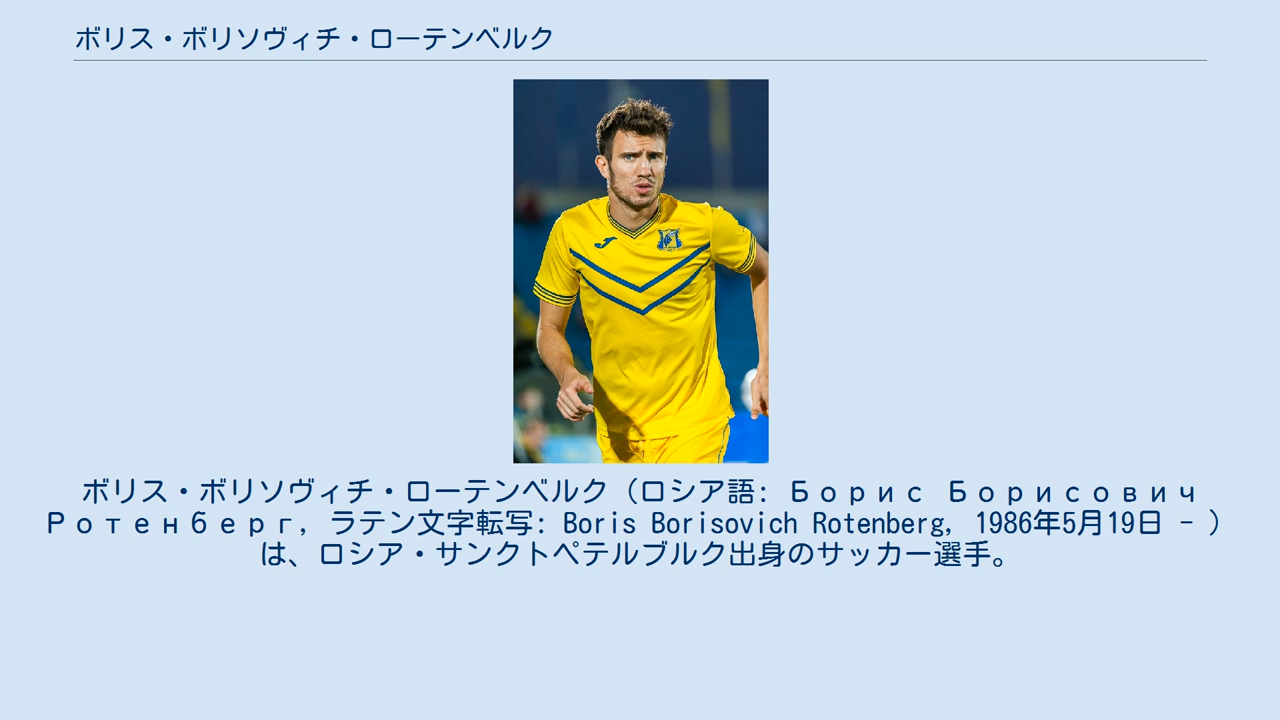 ボリス・ボリソヴィチ・ローテンベルク
ボリス・ボリソヴィチ・ローテンベルク（ロシア語: Борис Борисович
Ротенберг, ラテン文字転写: Boris Borisovich Rotenberg, 1986年5月19日 - ）
は、ロシア・サンクトペテルブルク出身のサッカー選手。